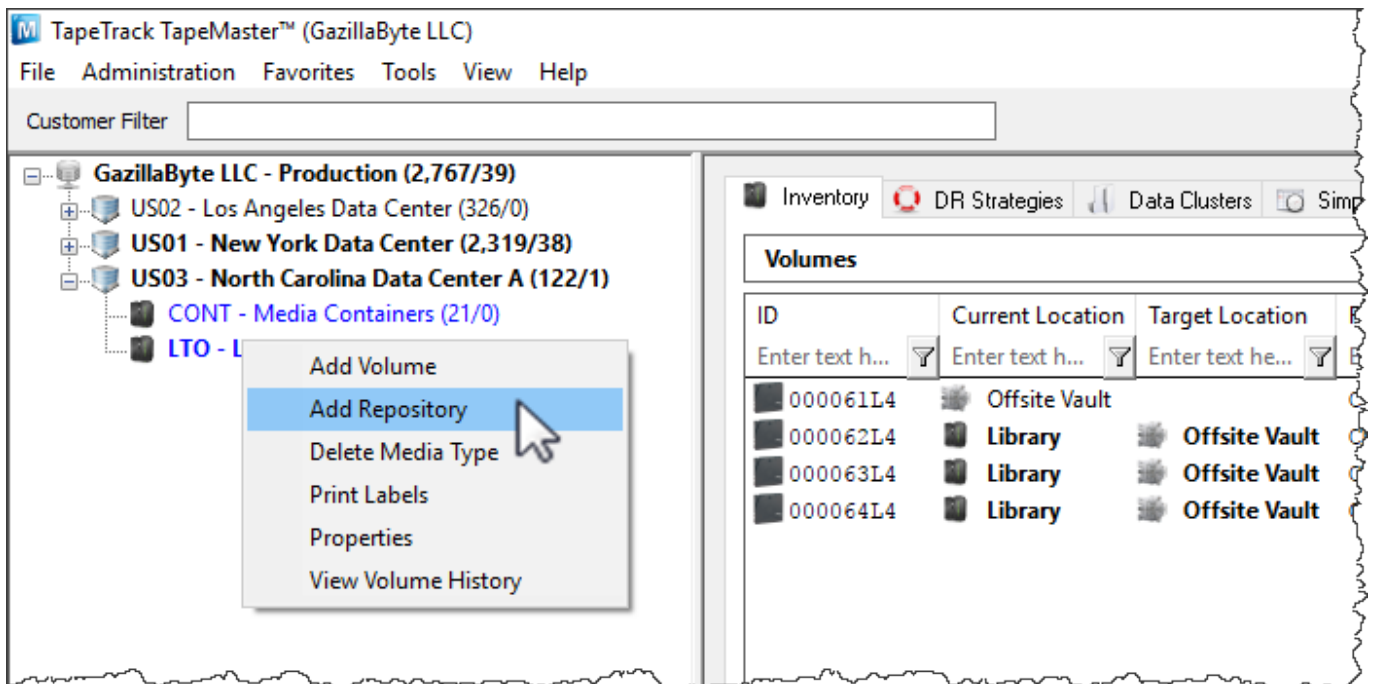 TapeTrack TapeMaster™ (GazillaByte LLC)
File Administration Favorites Tools View Help
Customer Filter
GazillaByte LLC - Production (2,767/39)
US02 - Los Angeles Data Center (326/0)
US01 - New York Data Center (2,319/38)
US03 - North Carolina Data Center A (122/1)
CONT - Media Containers (21/0)
LTO - L
Add Volume
Add Repository
Delete Media Type
Print Labels
Properties
View Volume History
Inventory DR Strategies Data Clusters
Volumes
ID Current Location Target Location
Enter text h... Enter text h... Enter text he...
000061L4 Offsite Vault
000062L4 Library Offsite Vault
000063L4 Library Offsite Vault
000064L4 Library Offsite Vault